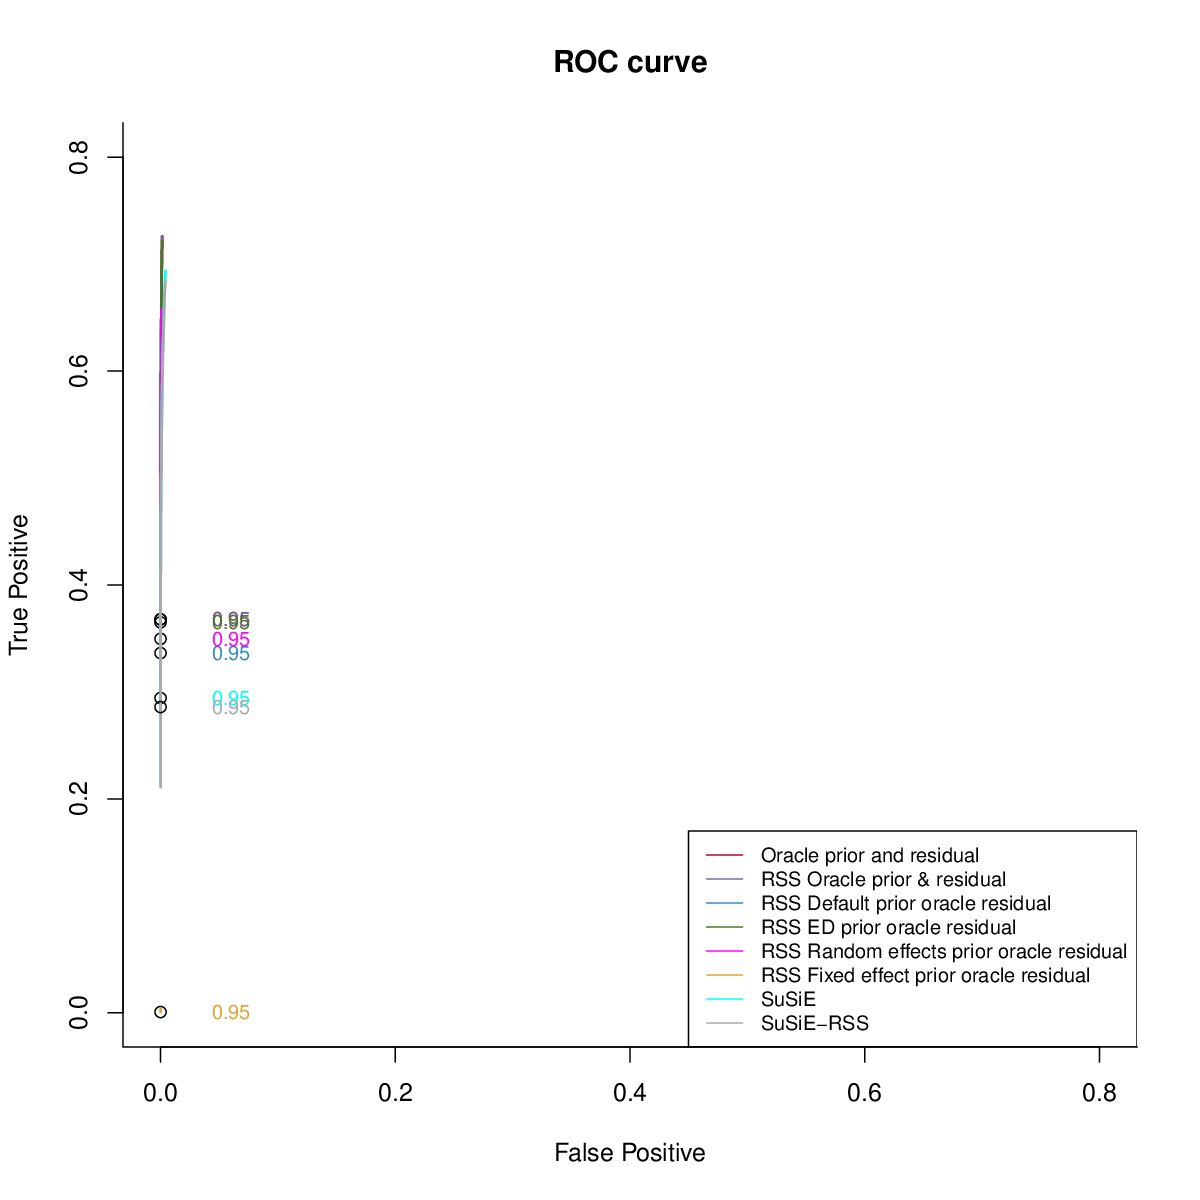 ROC curve
True Positive
0.8
0.6
0.4
0.2
0.0
0.95
0.95
0.95
0.95
0.95
0.95
0.95
Oracle prior and residual
RSS Oracle prior & residual
RSS Default prior oracle residual
RSS ED prior oracle residual
RSS Random effects prior oracle residual
RSS Fixed effect prior oracle residual
SuSiE
SuSiE−RSS
0.0 0.2 0.4 0.6 0.8
False Positive